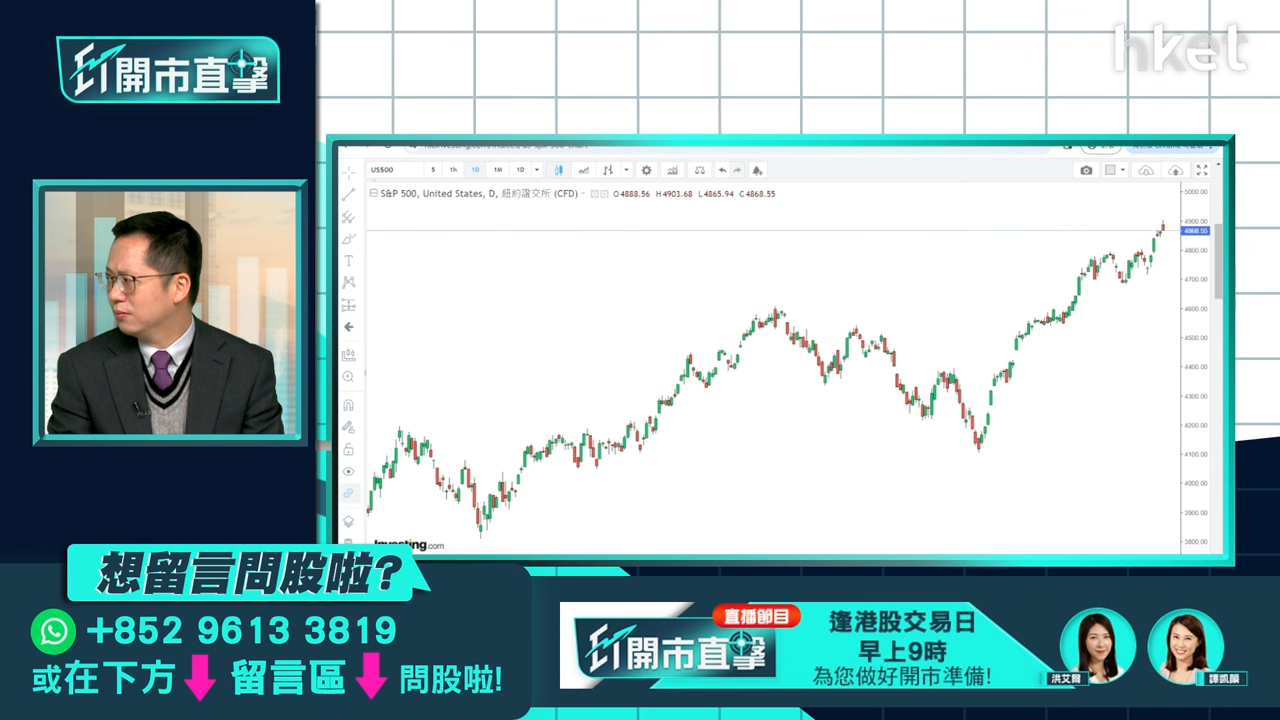 ET開市直擊
hket
US500
5
1h
1D
1M
1D
S&P 500, United States, D, 紐約證交所 (CFD)
O4888.56 H4903.68 L4865.94 C4868.55
5000.00
4900.00
4868.55
4800.00
4700.00
4600.00
4500.00
4400.00
4300.00
4200.00
4100.00
4000.00
3900.00
3800.00
Investing.com
想留言問股啦?
+852 9613 3819
或在下方 留言區 問股啦!
直播節目
ET開市直擊
逢港股交易日
早上9時
為您做好開市準備!
洪艾爾
譚凱韻